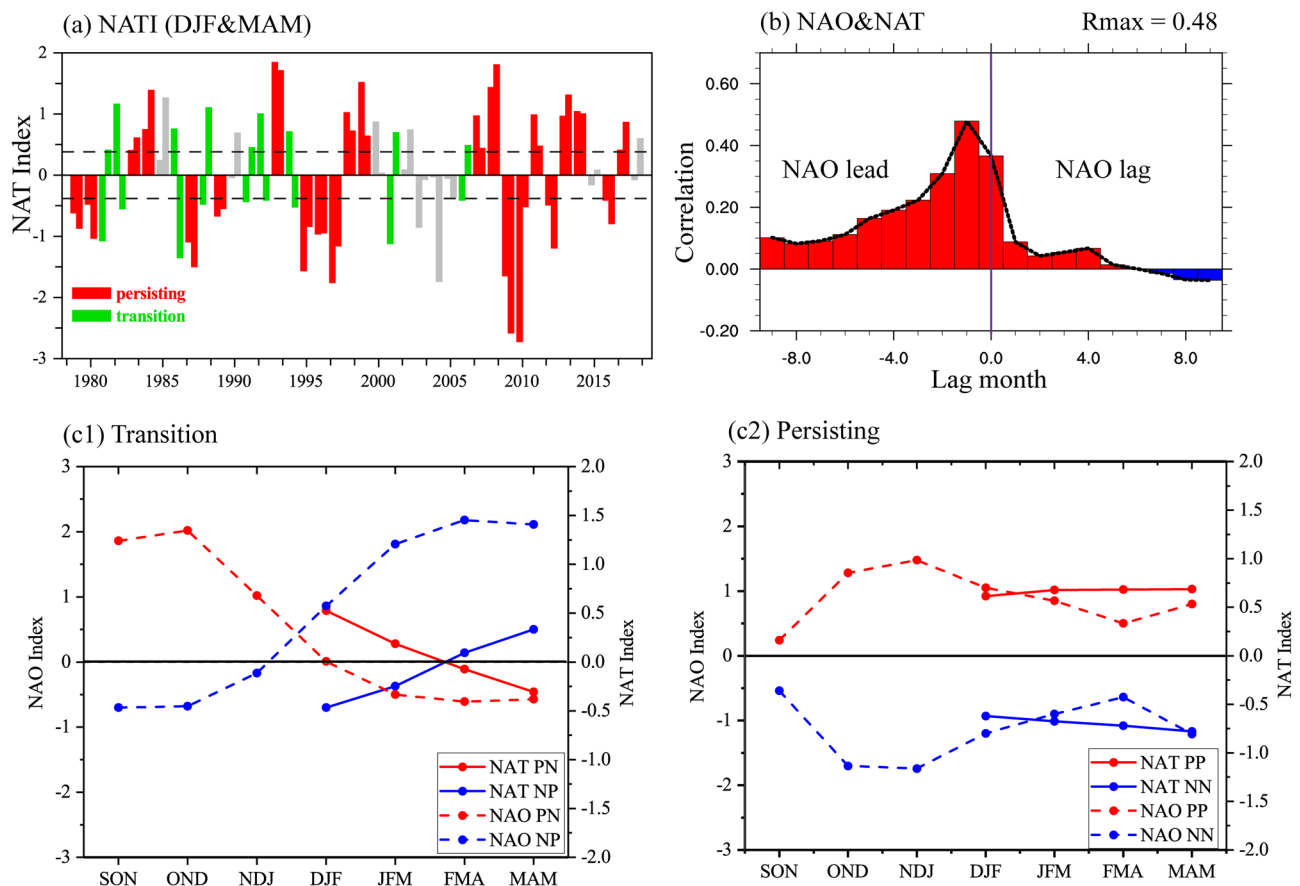 (a) NATI (DJF&MAM)
NAT Index
2
1
0
-1
-2
-3
persisting
transition
1980 1985 1990 1995 2000 2005 2010 2015
(b) NAO&NAT Rmax = 0.48
Correlation
0.60
0.40
0.20
0.00
-0.20
NAO lead NAO lag
-8.0 -4.0 0.0 4.0 8.0
Lag month
(c1) Transition
NAO Index
3
2
1
0
-1
-2
-3
NAT Index
2.0
1.5
1.0
0.5
0.0
-0.5
-1.0
-1.5
-2.0
NAT PN
NAT NP
NAO PN
NAO NP
SON OND NDJ DJF JFM FMA MAM
(c2) Persisting
NAO Index
3
2
1
0
-1
-2
-3
NAT Index
2.0
1.5
1.0
0.5
0.0
-0.5
-1.0
-1.5
-2.0
NAT PP
NAT NN
NAO PP
NAO NN
SON OND NDJ DJF JFM FMA MAM